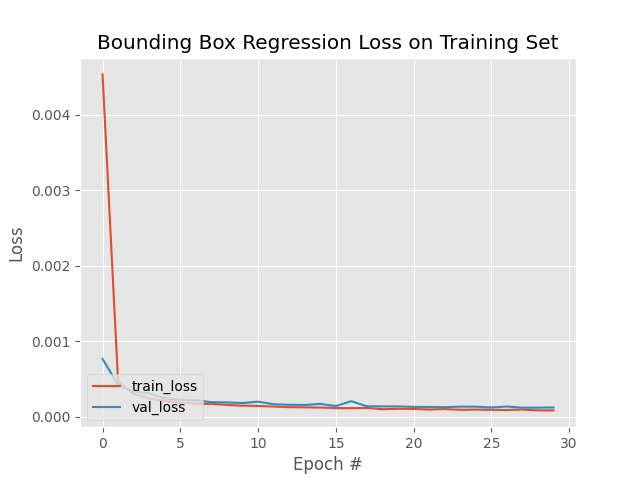 Bounding Box Regression Loss on Training Set
Loss
0.004
0.003
0.002
0.001
0.000
train_loss
val_loss
0 5 10 15 20 25 30
Epoch #